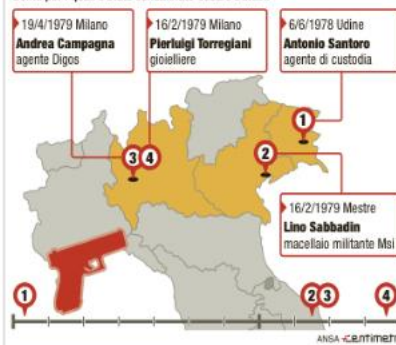 19/4/1979 Milano
Andrea Campagna
agente Digos
16/2/1979 Milano
Pierluigi Torregiani
gioielliere
6/6/1978 Udine
Antonio Santoro
agente di custodia
1
3 4
2
16/2/1979 Mestre
Lino Sabbadin
macellaio militante Msi
1
2 3
4
ANSA centimetri